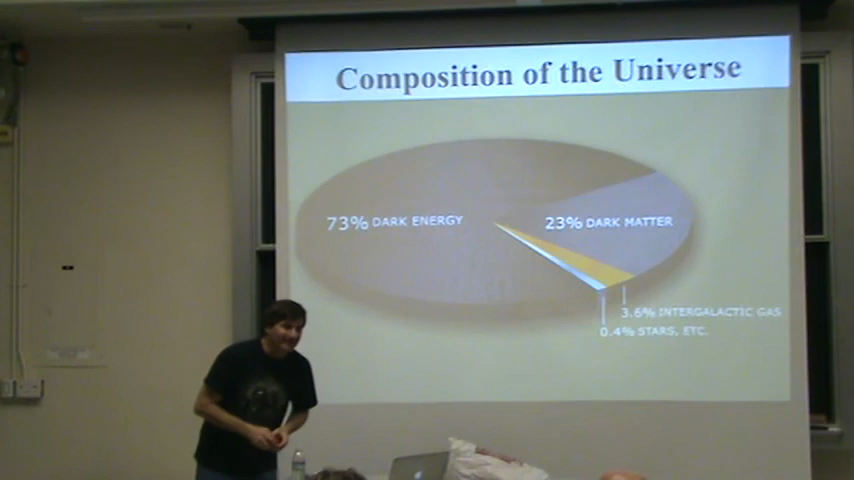 Composition of the Universe
73% DARK ENERGY
23% DARK MATTER
3.6% INTERGALACTIC GAS
0.4% STARS, ETC.